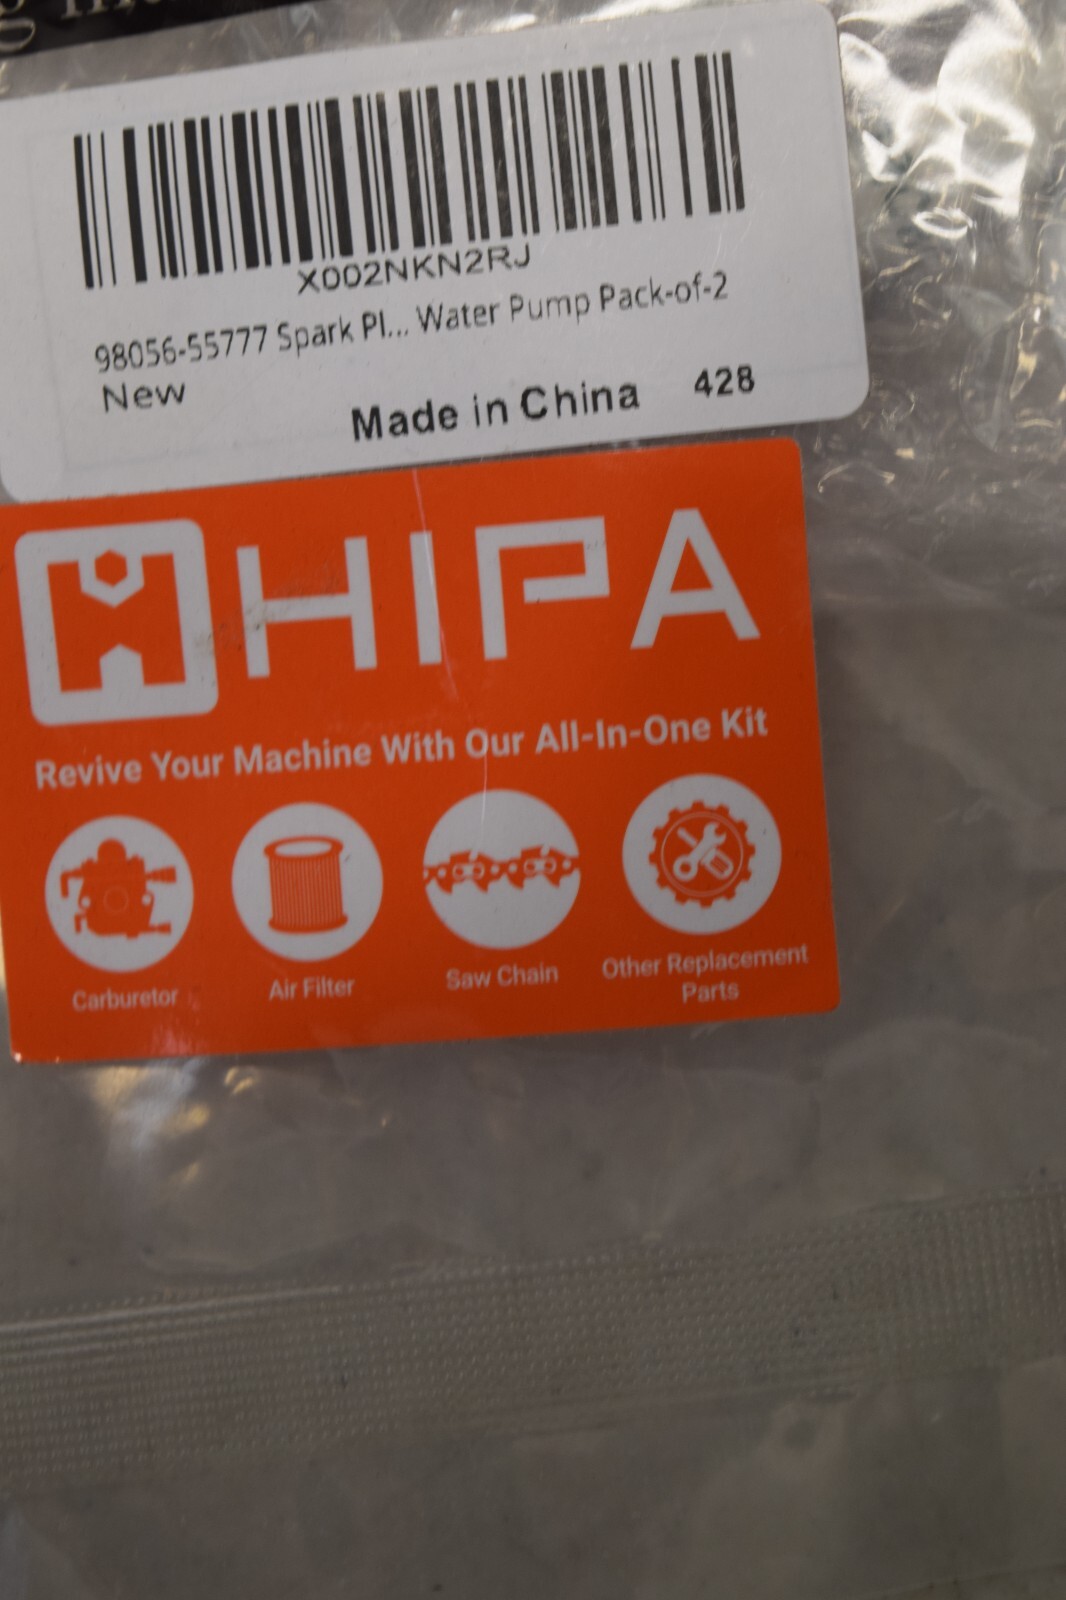 X002NKN2RJ
98056-55777 Spark Pl... Water Pump Pack-of-2
New
Made in China 428
HIPA
Revive Your Machine With Our All-In-One Kit
Carburetor
Air Filter
Saw Chain
Other Replacement
Parts